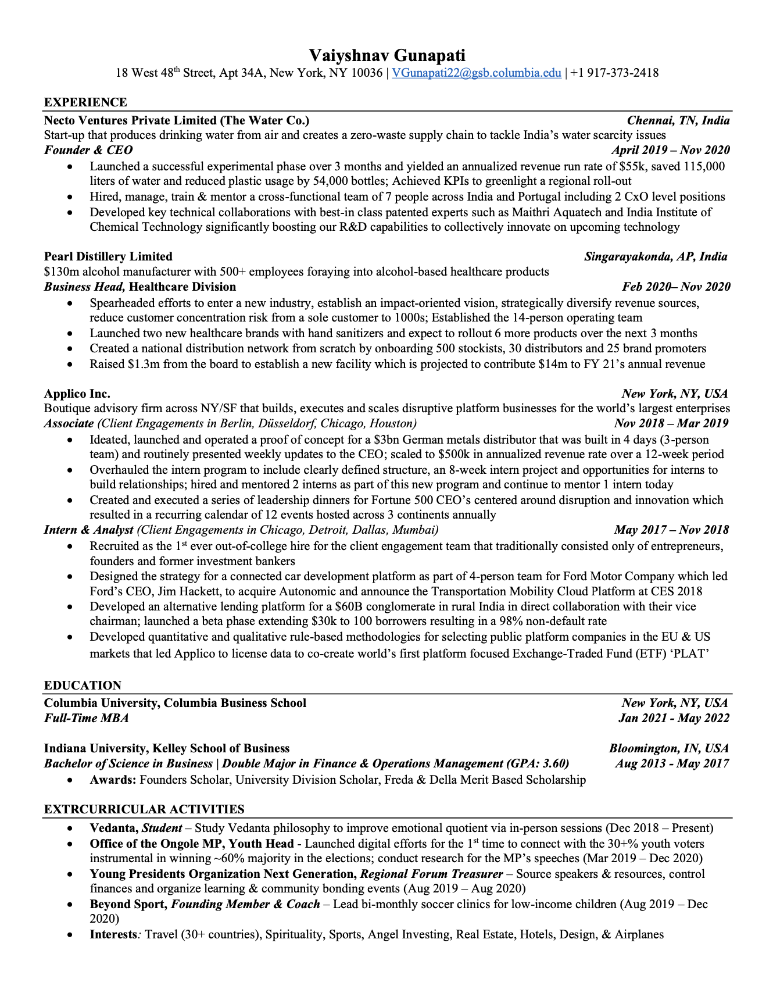 Vaiyshnav Gunapati
18 West 48th Street, Apt 34A, New York, NY 10036 | VGunapati22@gsb.columbia.edu | +1 917-373-2418
EXPERIENCE
Necto Ventures Private Limited (The Water Co.) Chennai, TN, India
Start-up that produces drinking water from air and creates a zero-waste supply chain to tackle India’s water scarcity issues
Founder & CEO April 2019 – Nov 2020
• Launched a successful experimental phase over 3 months and yielded an annualized revenue run rate of $55k, saved 115,000
liters of water and reduced plastic usage by 54,000 bottles; Achieved KPIs to greenlight a regional roll-out
• Hired, manage, train & mentor a cross-functional team of 7 people across India and Portugal including 2 CxO level positions
• Developed key technical collaborations with best-in class patented experts such as Maithri Aquatech and India Institute of
Chemical Technology significantly boosting our R&D capabilities to collectively innovate on upcoming technology
Pearl Distillery Limited Singarayakonda, AP, India
$130m alcohol manufacturer with 500+ employees foraying into alcohol-based healthcare products
Business Head, Healthcare Division Feb 2020– Nov 2020
• Spearheaded efforts to enter a new industry, establish an impact-oriented vision, strategically diversify revenue sources,
reduce customer concentration risk from a sole customer to 1000s; Established the 14-person operating team
• Launched two new healthcare brands with hand sanitizers and expect to rollout 6 more products over the next 3 months
• Created a national distribution network from scratch by onboarding 500 stockists, 30 distributors and 25 brand promoters
• Raised $1.3m from the board to establish a new facility which is projected to contribute $14m to FY 21’s annual revenue
Applico Inc. New York, NY, USA
Boutique advisory firm across NY/SF that builds, executes and scales disruptive platform businesses for the world’s largest enterprises
Associate (Client Engagements in Berlin, Düsseldorf, Chicago, Houston) Nov 2018 – Mar 2019
• Ideated, launched and operated a proof of concept for a $3bn German metals distributor that was built in 4 days (3-person
team) and routinely presented weekly updates to the CEO; scaled to $500k in annualized revenue rate over a 12-week period
• Overhauled the intern program to include clearly defined structure, an 8-week intern project and opportunities for interns to
build relationships; hired and mentored 2 interns as part of this new program and continue to mentor 1 intern today
• Created and executed a series of leadership dinners for Fortune 500 CEO’s centered around disruption and innovation which
resulted in a recurring calendar of 12 events hosted across 3 continents annually
Intern & Analyst (Client Engagements in Chicago, Detroit, Dallas, Mumbai) May 2017 – Nov 2018
• Recruited as the 1st ever out-of-college hire for the client engagement team that traditionally consisted only of entrepreneurs,
founders and former investment bankers
• Designed the strategy for a connected car development platform as part of 4-person team for Ford Motor Company which led
Ford’s CEO, Jim Hackett, to acquire Autonomic and announce the Transportation Mobility Cloud Platform at CES 2018
• Developed an alternative lending platform for a $60B conglomerate in rural India in direct collaboration with their vice
chairman; launched a beta phase extending $30k to 100 borrowers resulting in a 98% non-default rate
• Developed quantitative and qualitative rule-based methodologies for selecting public platform companies in the EU & US
markets that led Applico to license data to co-create world’s first platform focused Exchange-Traded Fund (ETF) ‘PLAT’
EDUCATION
Columbia University, Columbia Business School New York, NY, USA
Full-Time MBA Jan 2021 - May 2022
Indiana University, Kelley School of Business Bloomington, IN, USA
Bachelor of Science in Business | Double Major in Finance & Operations Management (GPA: 3.60) Aug 2013 - May 2017
• Awards: Founders Scholar, University Division Scholar, Freda & Della Merit Based Scholarship
EXTRCURRICULAR ACTIVITIES
• Vedanta, Student – Study Vedanta philosophy to improve emotional quotient via in-person sessions (Dec 2018 – Present)
• Office of the Ongole MP, Youth Head - Launched digital efforts for the 1st time to connect with the 30+% youth voters
instrumental in winning ~60% majority in the elections; conduct research for the MP’s speeches (Mar 2019 – Dec 2020)
• Young Presidents Organization Next Generation, Regional Forum Treasurer – Source speakers & resources, control
finances and organize learning & community bonding events (Aug 2019 – Aug 2020)
• Beyond Sport, Founding Member & Coach – Lead bi-monthly soccer clinics for low-income children (Aug 2019 – Dec
2020)
• Interests: Travel (30+ countries), Spirituality, Sports, Angel Investing, Real Estate, Hotels, Design, & Airplanes